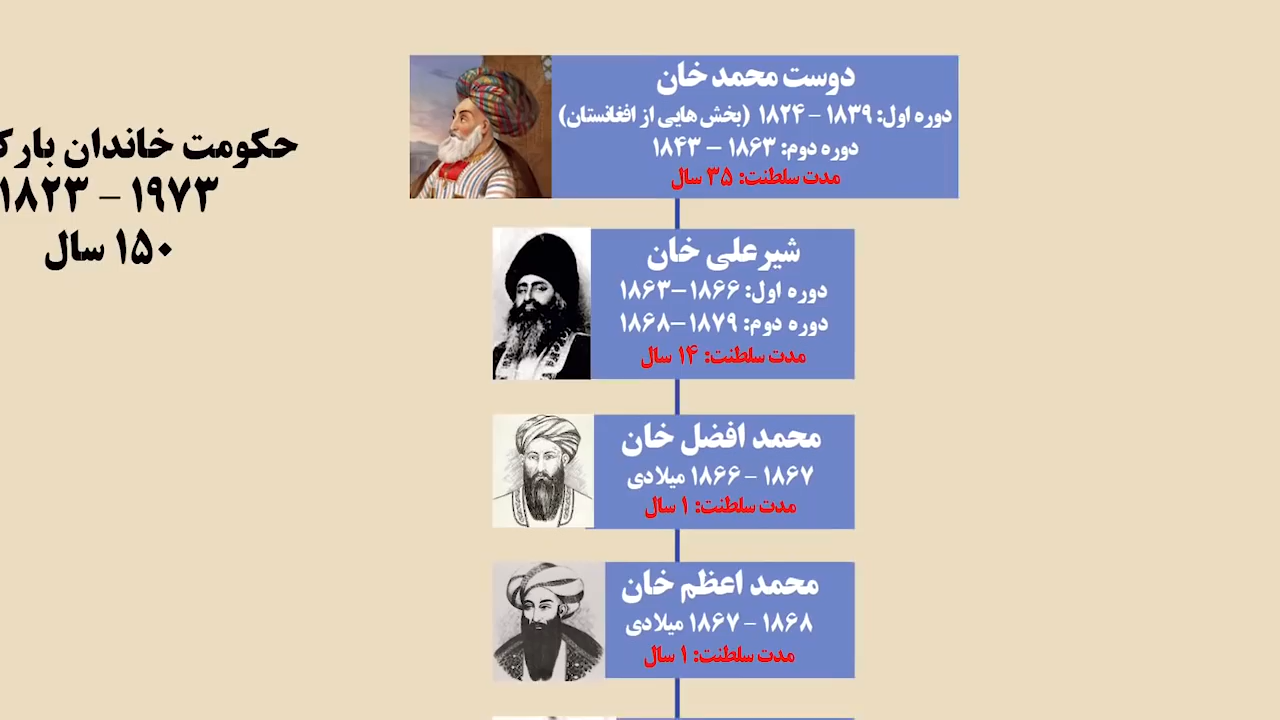 حکومت خاندان
۱۸۲۳ – ۱۹۷۳
۱۵۰ سال
دوست محمد خان
دوره اول: ۱۸۳۹ – ۱۸۲۴ (بخش هایی از افغانستان)
دوره دوم: ۱۸۶۳ – ۱۸۴۳
مدت سلطنت: ۳۵ سال
شیرعلی خان
دوره اول: ۱۸۶۶–۱۸۶۳
دوره دوم: ۱۸۷۹–۱۸۶۸
مدت سلطنت: ۱۴ سال
محمد افضل خان
۱۸۶۷ – ۱۸۶۶ میلادی
مدت سلطنت: ۱ سال
محمد اعظم خان
۱۸۶۸ – ۱۸۶۷ میلادی
مدت سلطنت: ۱ سال